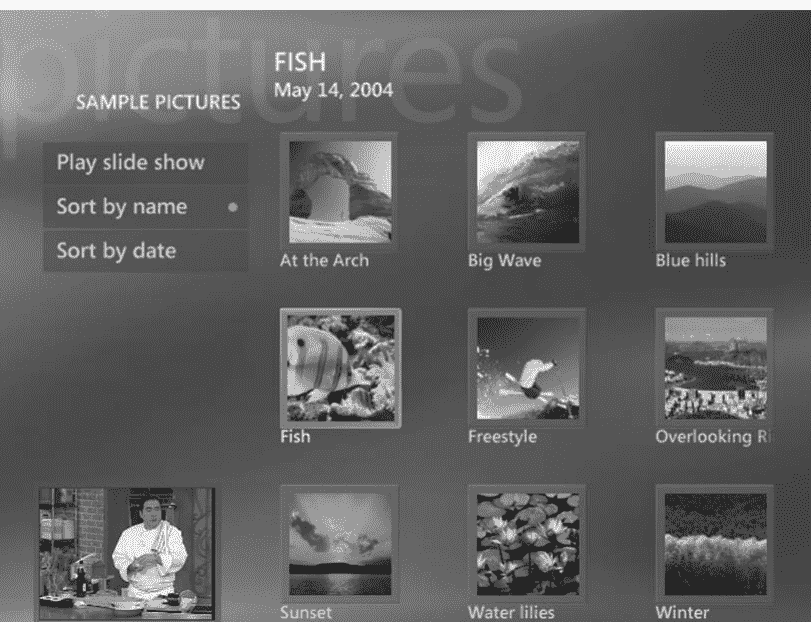 pictures
FISH
May 14, 2004
SAMPLE PICTURES
Play slide show
Sort by name
Sort by date
At the Arch
Big Wave
Blue hills
Fish
Freestyle
Overlooking Ri
Sunset
Water lilies
Winter